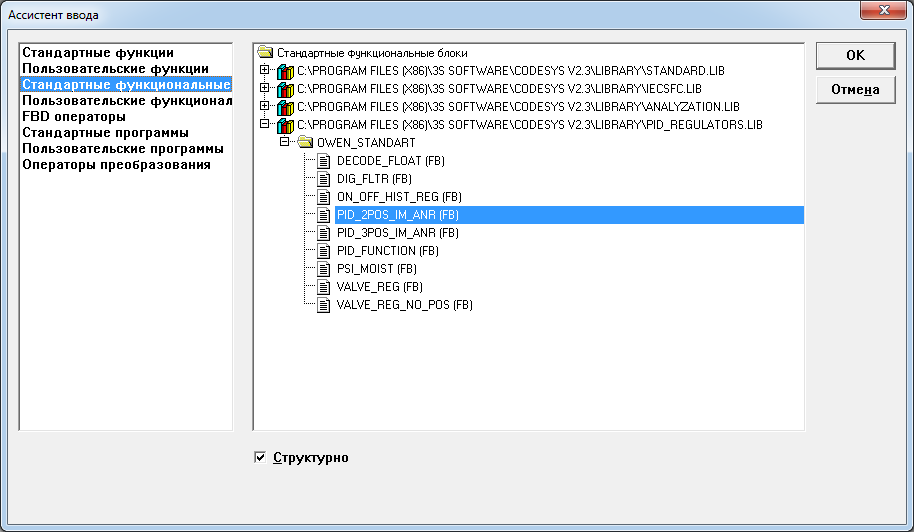 Ассистент ввода
Стандартные функции
Пользовательские функции
Стандартные функциональные
Пользовательские функционал
FBD операторы
Стандартные программы
Пользовательские программы
Операторы преобразования
Стандартные функциональные блоки
C:\PROGRAM FILES (X86)\3S SOFTWARE\CODESYS V2.3\LIBRARY\STANDARD.LIB
C:\PROGRAM FILES (X86)\3S SOFTWARE\CODESYS V2.3\LIBRARY\IECSFC.LIB
C:\PROGRAM FILES (X86)\3S SOFTWARE\CODESYS V2.3\LIBRARY\ANALYZATION.LIB
C:\PROGRAM FILES (X86)\3S SOFTWARE\CODESYS V2.3\LIBRARY\PID_REGULATORS.LIB
OWEN_STANDART
DECODE_FLOAT (FB)
DIG_FLTR (FB)
ON_OFF_HIST_REG (FB)
PID_2POS_IM_ANR (FB)
PID_3POS_IM_ANR (FB)
PID_FUNCTION (FB)
PSI_MOIST (FB)
VALVE_REG (FB)
VALVE_REG_NO_POS (FB)
Структурно
OK
Отмена